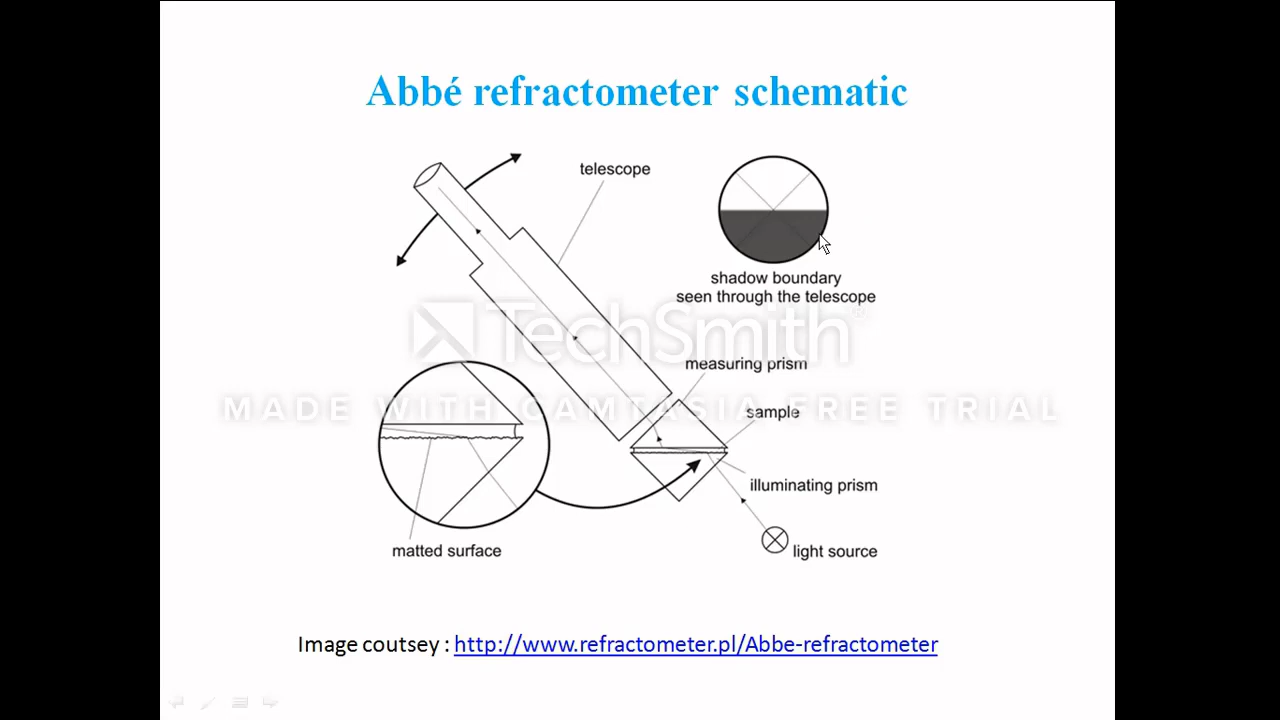 Abbé refractometer schematic
telescope
shadow boundary
seen through the telescope
TechSmith
measuring prism
MADE WITH CAMTASIA FREE TRIAL
sample
illuminating prism
matted surface
light source
Image coutsey : http://www.refractometer.pl/Abbe-refractometer